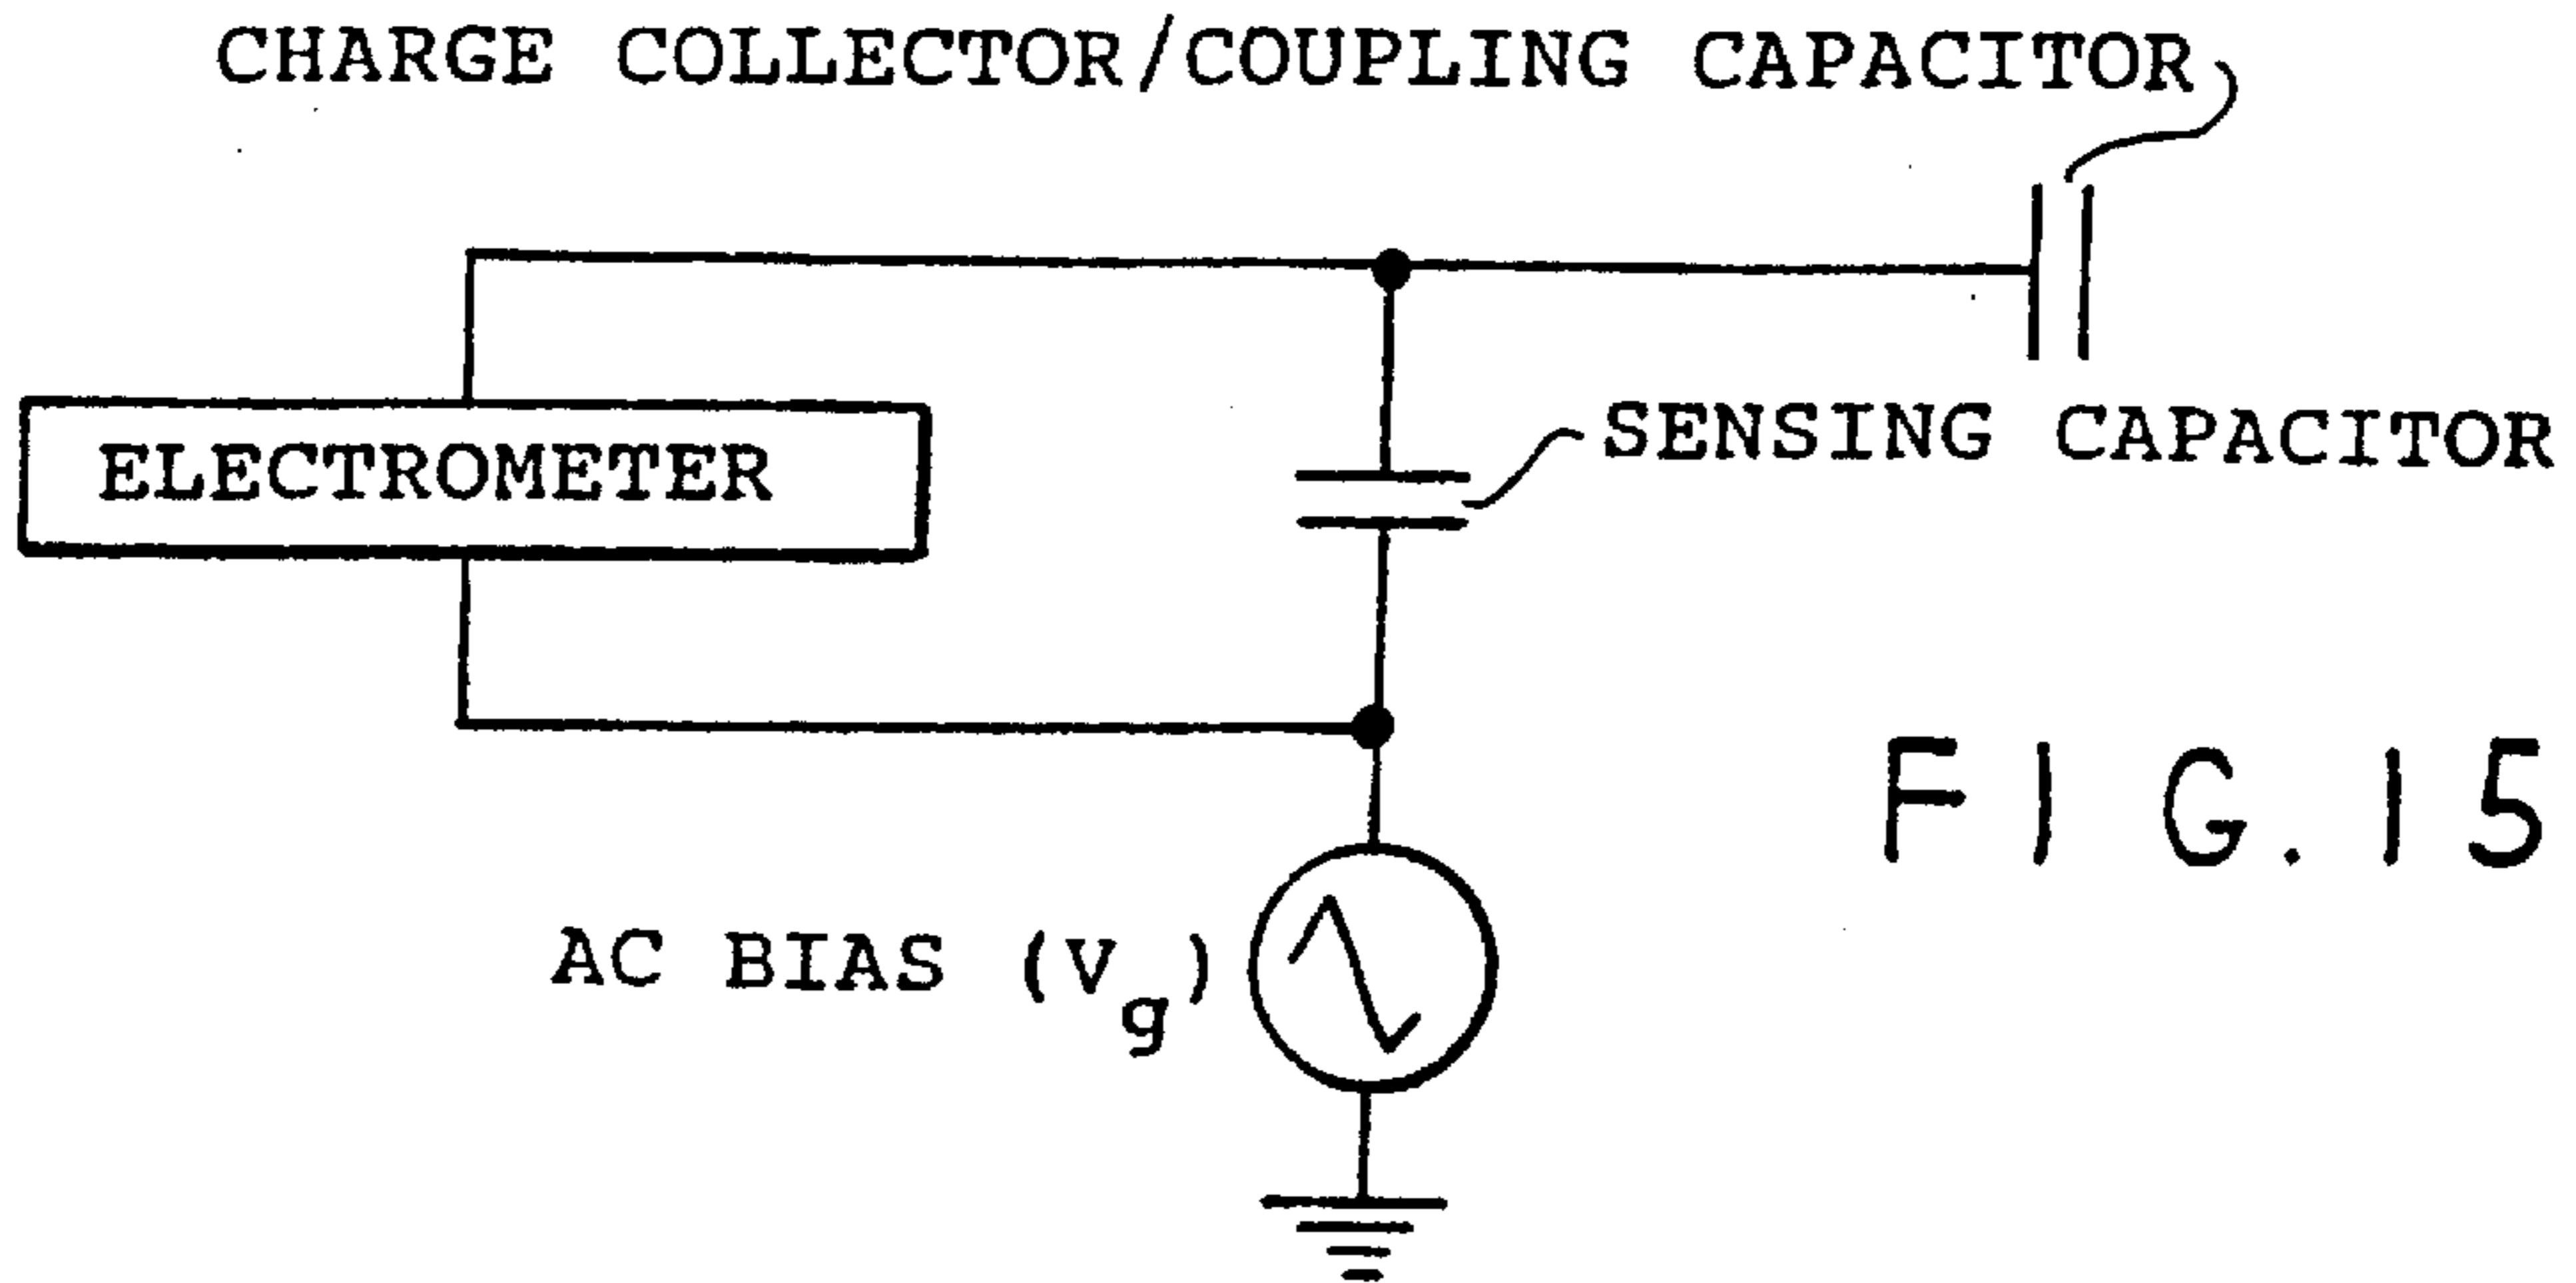 CHARGE COLLECTOR/COUPLING CAPACITOR
ELECTROMETER
SENSING CAPACITOR
FIG.15
AC BIAS (Vg)